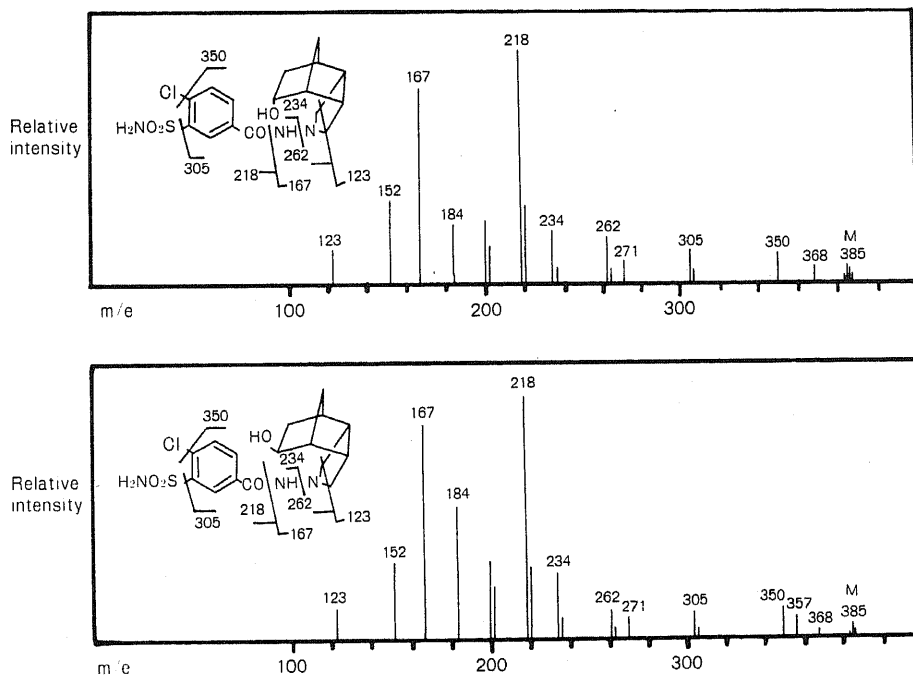 350
218
Cl
HO
234
167
H₂NO₂S
CO
NH
N
Relative
intensity
305
262
218
167
123
152
184
123
234
262
271
305
350
368
M
385
m/e
100
200
300
218
350
167
HO
Cl
234
184
H₂NO₂S
CO
NH
N
Relative
intensity
305
218
262
123
167
152
123
234
262
271
305
350
357
368
M
385
m/e
100
200
300